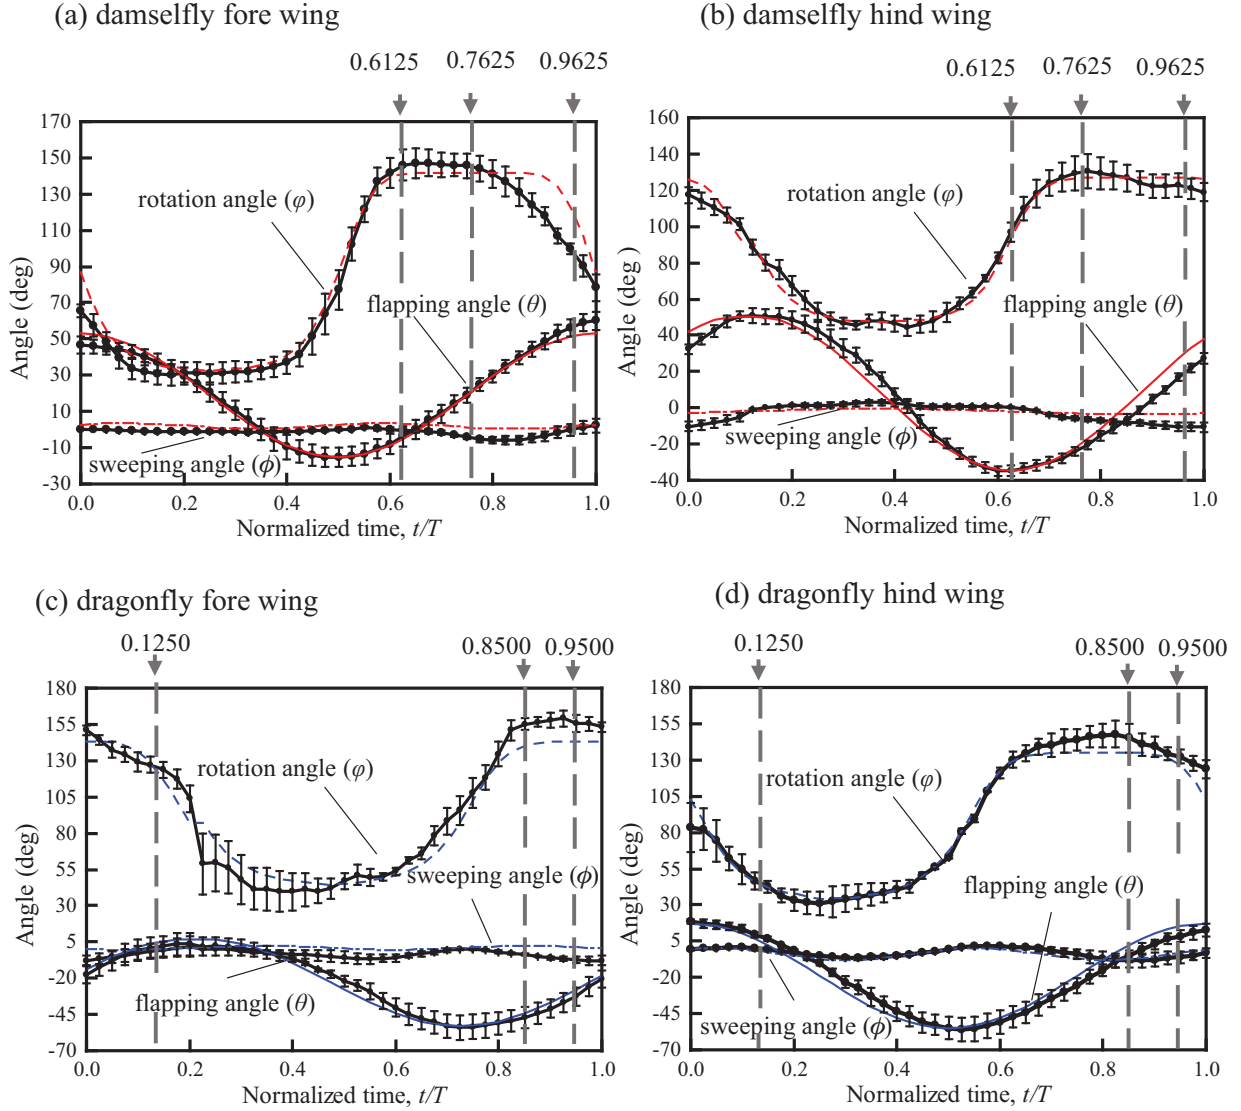 (a) damselfly fore wing
0.6125 0.7625 0.9625
170
150
130
110
90
70
50
30
10
-10
-30
Angle (deg)
rotation angle (φ)
flapping angle (θ)
sweeping angle (ϕ)
0.0 0.2 0.4 0.6 0.8 1.0
Normalized time, t/T
(b) damselfly hind wing
0.6125 0.7625 0.9625
160
140
120
100
80
60
40
20
0
-20
-40
Angle (deg )
rotation angle (φ)
flapping angle (θ)
sweeping angle (ϕ)
0.0 0.2 0.4 0.6 0.8 1.0
Normalized time, t/T
(c) dragonfly fore wing
0.1250 0.8500 0.9500
180
155
130
105
80
55
30
5
-20
-45
-70
Angle (deg)
rotation angle (φ)
sweeping angle (ϕ)
flapping angle (θ)
0.0 0.2 0.4 0.6 0.8 1.0
Normalized time, t/T
(d) dragonfly hind wing
0.1250 0.8500 0.9500
180
155
130
105
80
55
30
5
-20
-45
-70
Angle (deg)
rotation angle (φ)
flapping angle (θ)
sweeping angle (ϕ)
0.0 0.2 0.4 0.6 0.8 1.0
Normalized time, t/T